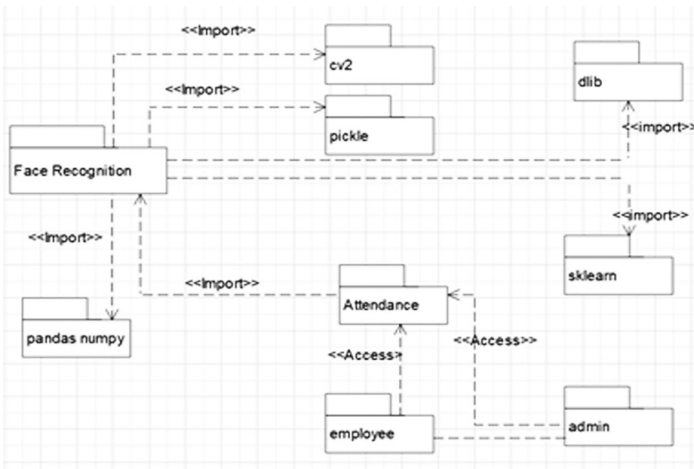 <<Import>>
cv2
dlib
<<Import>>
pickle
<<import>>
Face Recognition
<<import>>
<<Import>>
sklearn
<<Import>>
Attendance
pandas numpy
<<Access>>
<<Access>
employee
admin